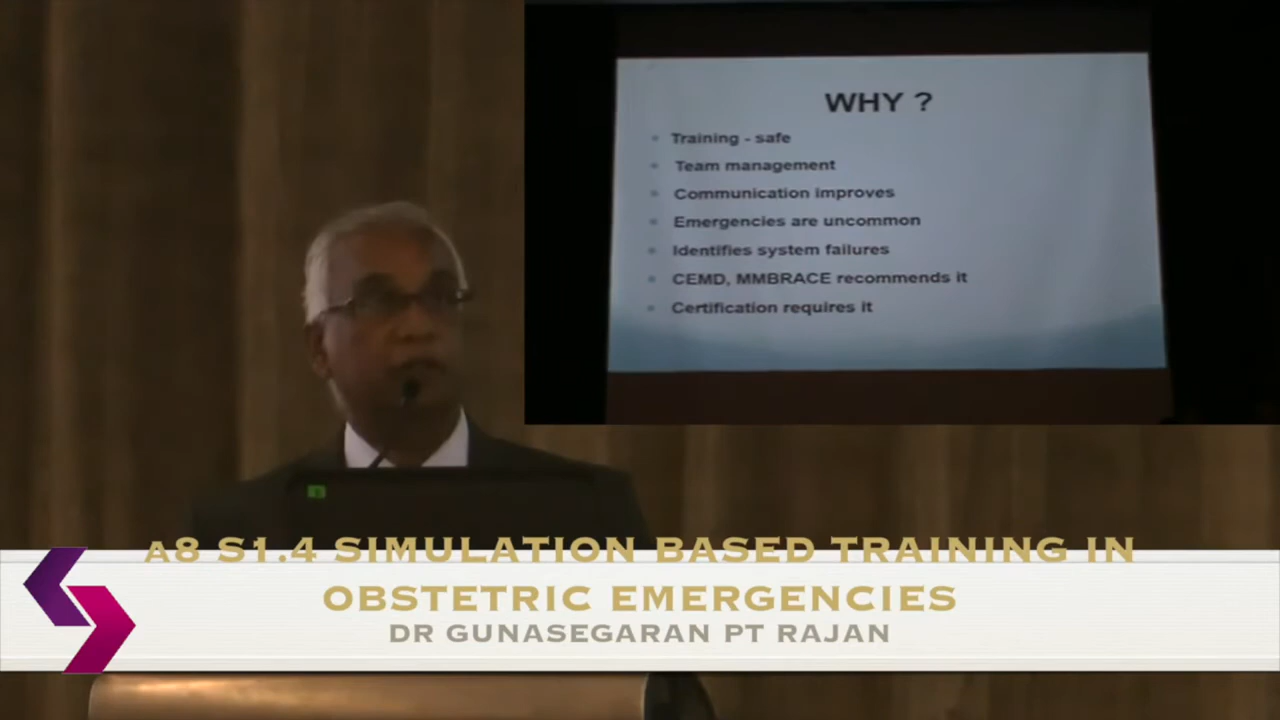 WHY ?
Training - safe
Team management
Communication improves
Emergencies are uncommon
Identifies system failures
CEMD, MMBRACE recommends it
Certification requires it
A8 S1.4 SIMULATION BASED TRAINING IN
OBSTETRIC EMERGENCIES
DR GUNASEGARAN PT RAJAN